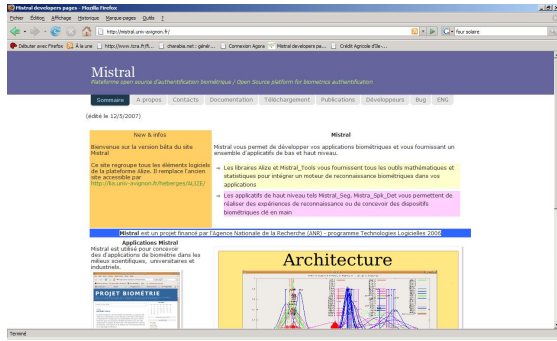 Mistral developers pages - Mozilla Firefox
Fichier Édition Affichage Historique Marque-pages Outils ?
http://mistral.univ-avignon.fr/
four solaire
Débuter avec Firefox À la une Connexion Agora Mistral developers pa... Crédit Agricole d'Ile-...
Mistral
Plateforme open source d'authentification biométrique / Open Source platform for biometrics authentification
Sommaire A propos Contacts Documentation Téléchargement Publications Développeurs Bug ENG
(édité le 12/5/2007)
New & infos
Bienvenue sur la version bêta du site
Mistral
Ce site regroupe tous les éléments logiciels
de la plateforme Alize. Il remplace l'ancien
site accessible par
http://lia.univ-avignon.fr/heberges/ALIZE/
Mistral
Mistral vous permet de développer vos applications biométriques et vous fournissant un
ensemble d'applicatifs de bas et haut niveau.
Les librairies Alize et Mistral_Tools vous fournissent tous les outils mathématiques et
statistiques pour intégrer un moteur de reconnaissance biométriques dans vos
applications
Les applicatifs de haut niveau tels Mistral_Seg, Mistra_Spk_Det vous permettent de
réaliser des expériences de reconnaissance ou de concevoir des dispositifs
biométriques clé en main
Mistral est un projet financé par l'Agence Nationale de la Recherche (ANR) - programme Technologies Logicielles 2006
Applications Mistral
Mistral est utilisé pour concevoir
des d'applications de biométrie dans les
milieux scientifiques, universitaires et
industriels.
PROJET BIOMÉTRIE
Architecture
Terminé